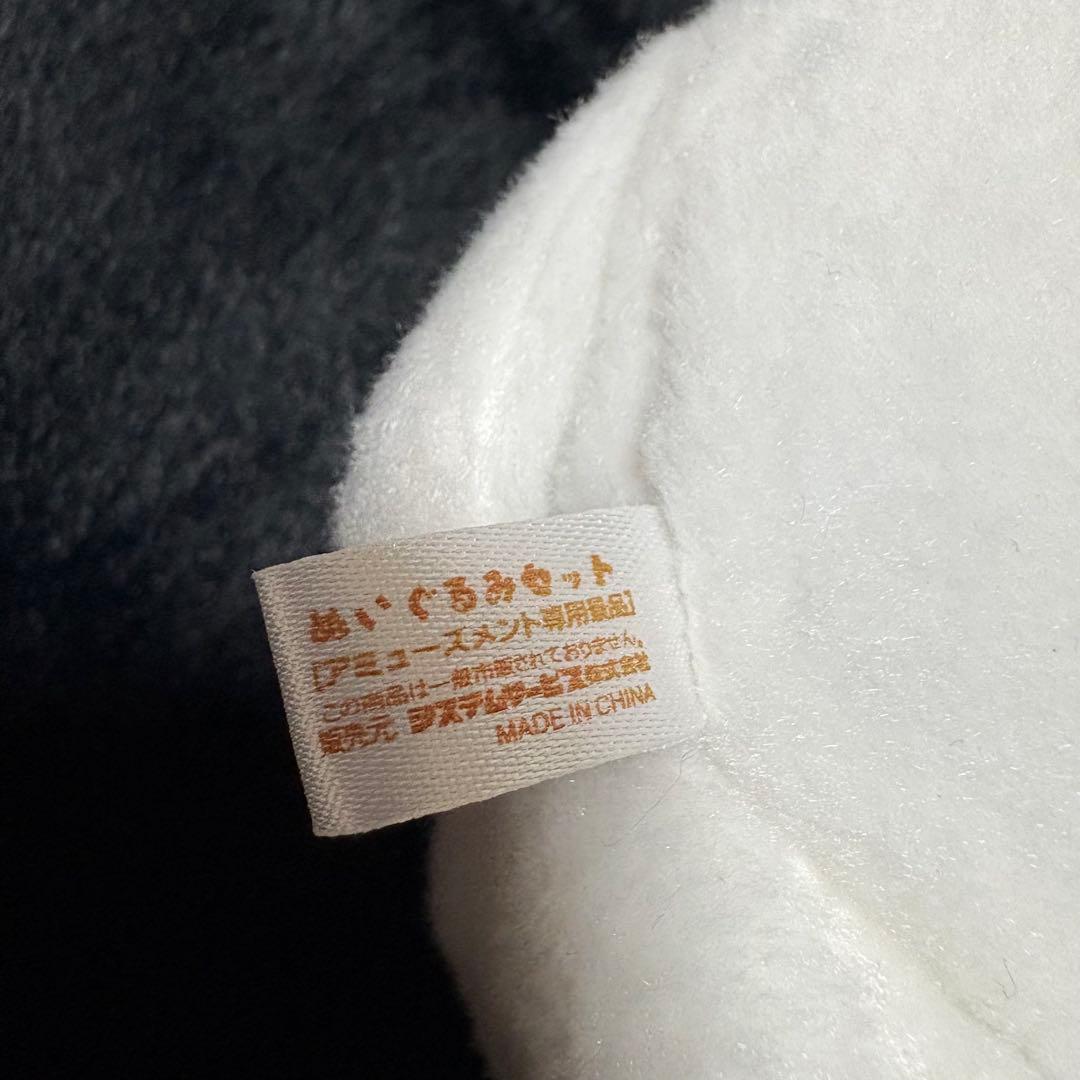 ぬいぐるみセット
[アミューズメント専用景品]
この商品は一般市販されておりません。
販売元 システムサービス株式会社
MADE IN CHINA